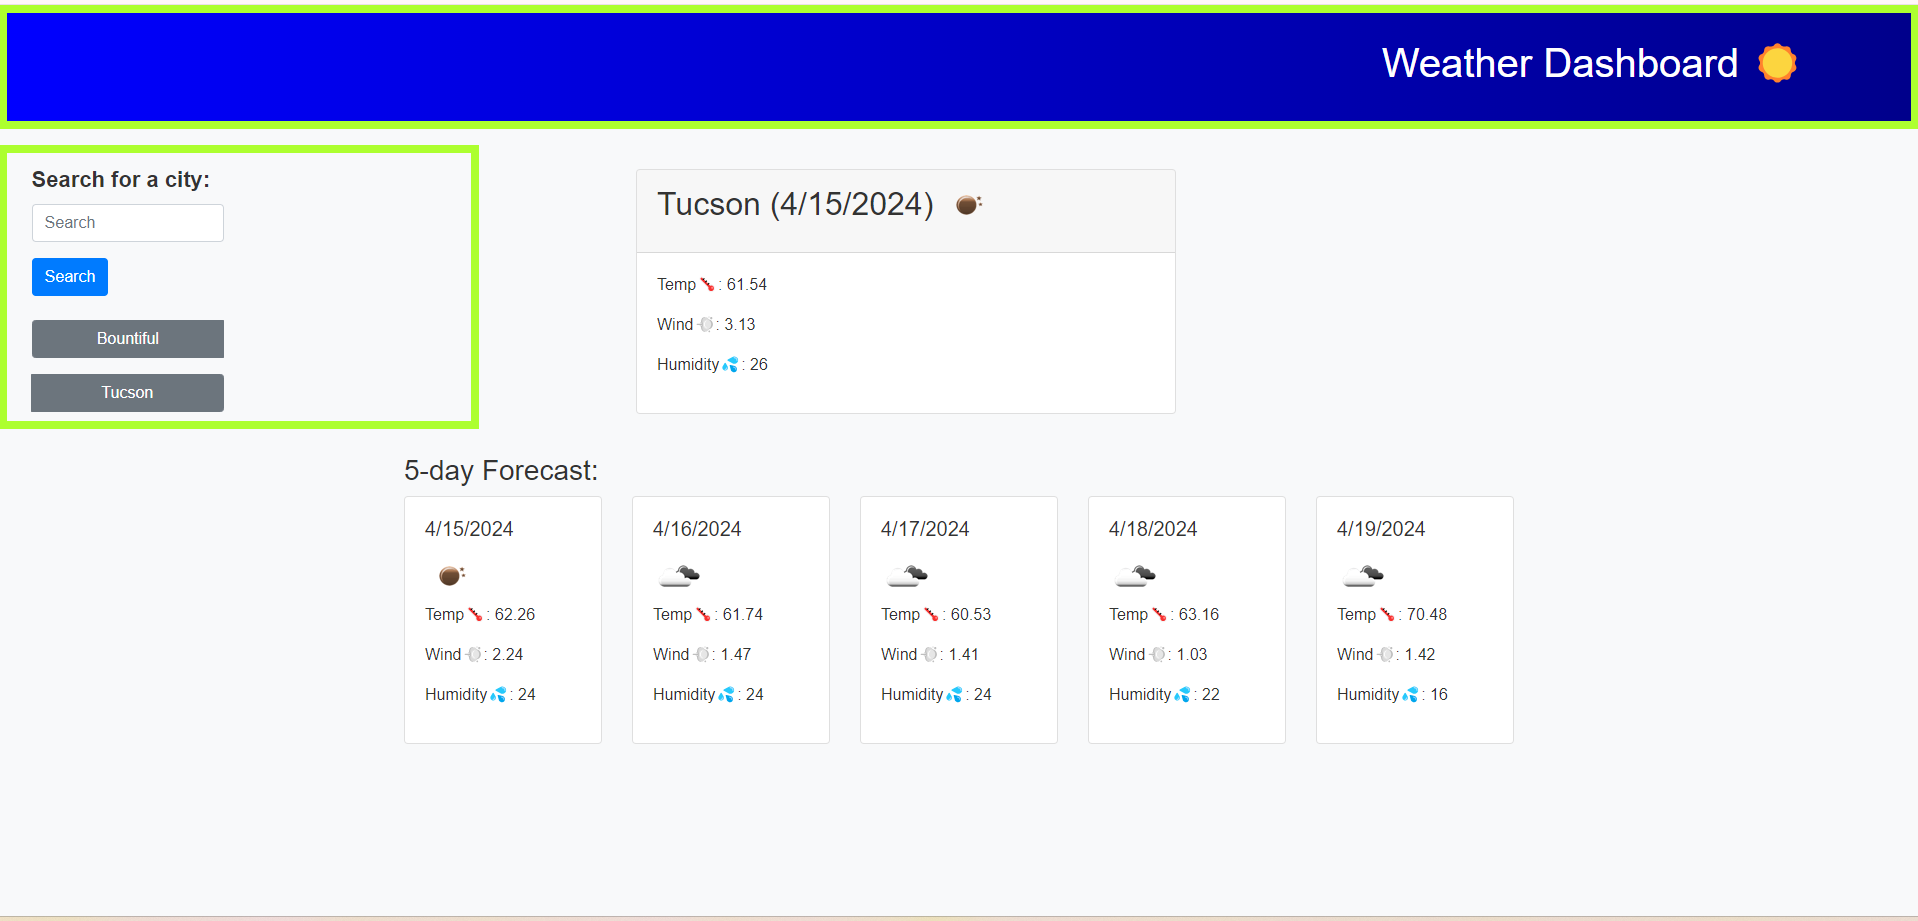 Weather Dashboard
Search for a city:
Search
Search
Bountiful
Tucson
Tucson (4/15/2024)
Temp : 61.54
Wind : 3.13
Humidity : 26
5-day Forecast:
4/15/2024
Temp : 62.26
Wind : 2.24
Humidity : 24
4/16/2024
Temp : 61.74
Wind : 1.47
Humidity : 24
4/17/2024
Temp : 60.53
Wind : 1.41
Humidity : 24
4/18/2024
Temp : 63.16
Wind : 1.03
Humidity : 22
4/19/2024
Temp : 70.48
Wind : 1.42
Humidity : 16